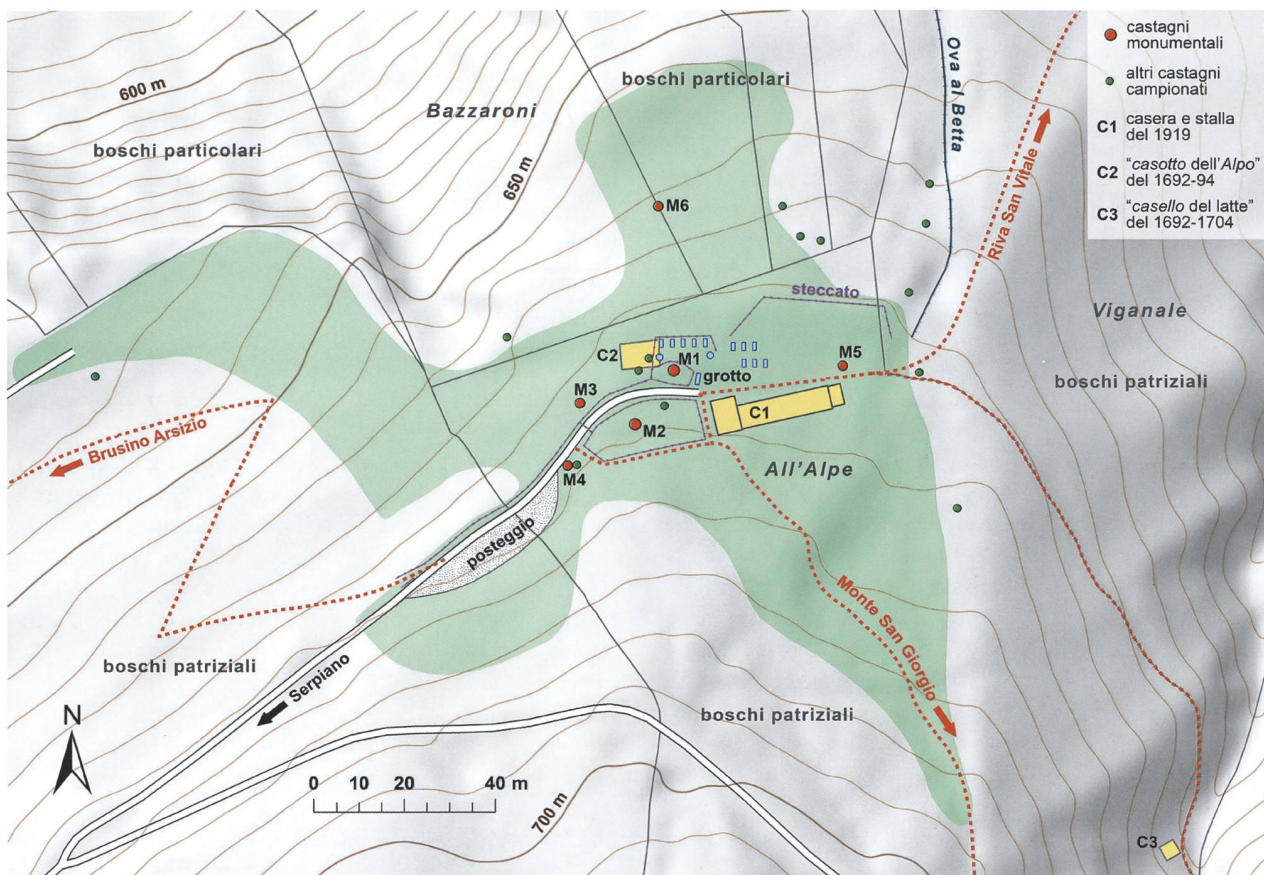 600 m
boschi particolari
Bazzaroni
650 m
boschi particolari
Ova al Betta
Riva San Vitale
castagni
monumentali
altri castagni
campionati
C1 casera e stalla
del 1919
C2 "casotto dell'Alpo"
del 1692-94
C3 "casello del latte"
del 1692-1704
M6
steccato
Viganale
boschi patriziali
C2
M1
grotto
M5
M3
M2
C1
All'Alpe
M4
Brusino Arsizio
posteggio
Monte San Giorgio
boschi patriziali
Serpiano
boschi patriziali
N
0 10 20 40 m
700 m
C3